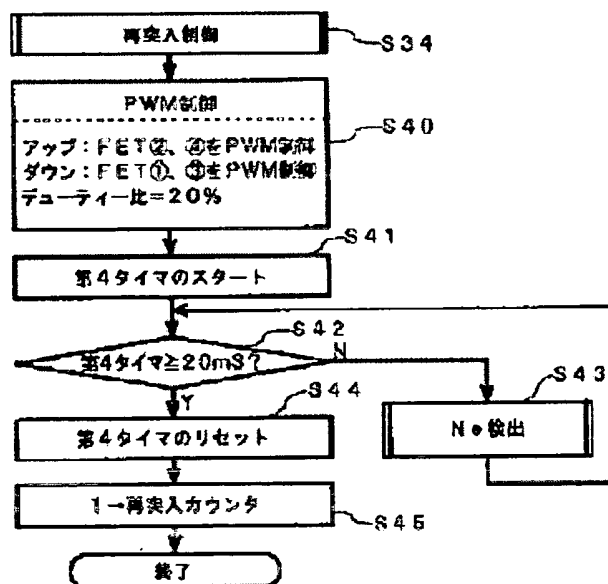 再突入制御
S34
PWM制御
アップ：FET②、④をPWM制御
ダウン：FET①、③をPWM制御
デューティー比＝20％
S40
S41
第4タイマのスタート
S42
第4タイマ≧20mS？
N
S43
Y
S44
Ne検出
第4タイマのリセット
1→再突入カウンタ
S45
終了